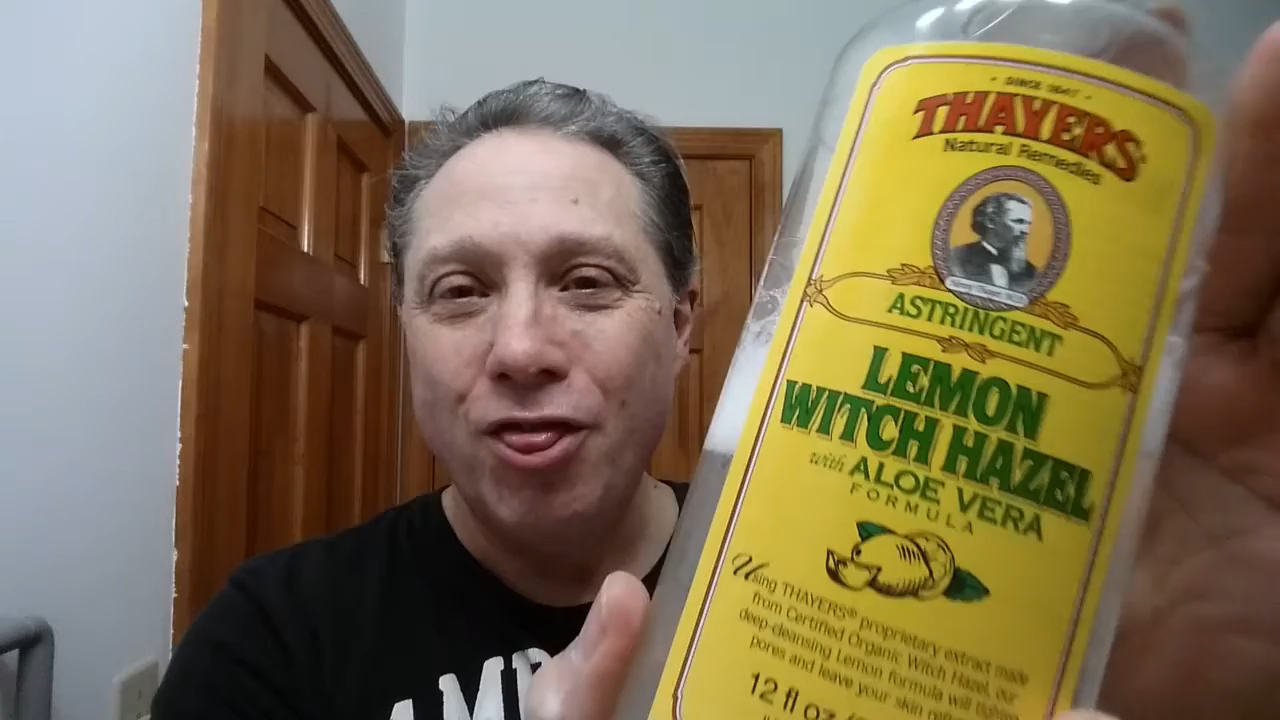 • SINCE 1847 •
THAYERS®
Natural Remedies
ASTRINGENT
LEMON
WITCH HAZEL
with ALOE VERA
FORMULA
Using THAYERS® proprietary extract made
from Certified Organic Witch Hazel, our
deep-cleansing Lemon formula will tighten
pores and leave your skin
12 fl oz